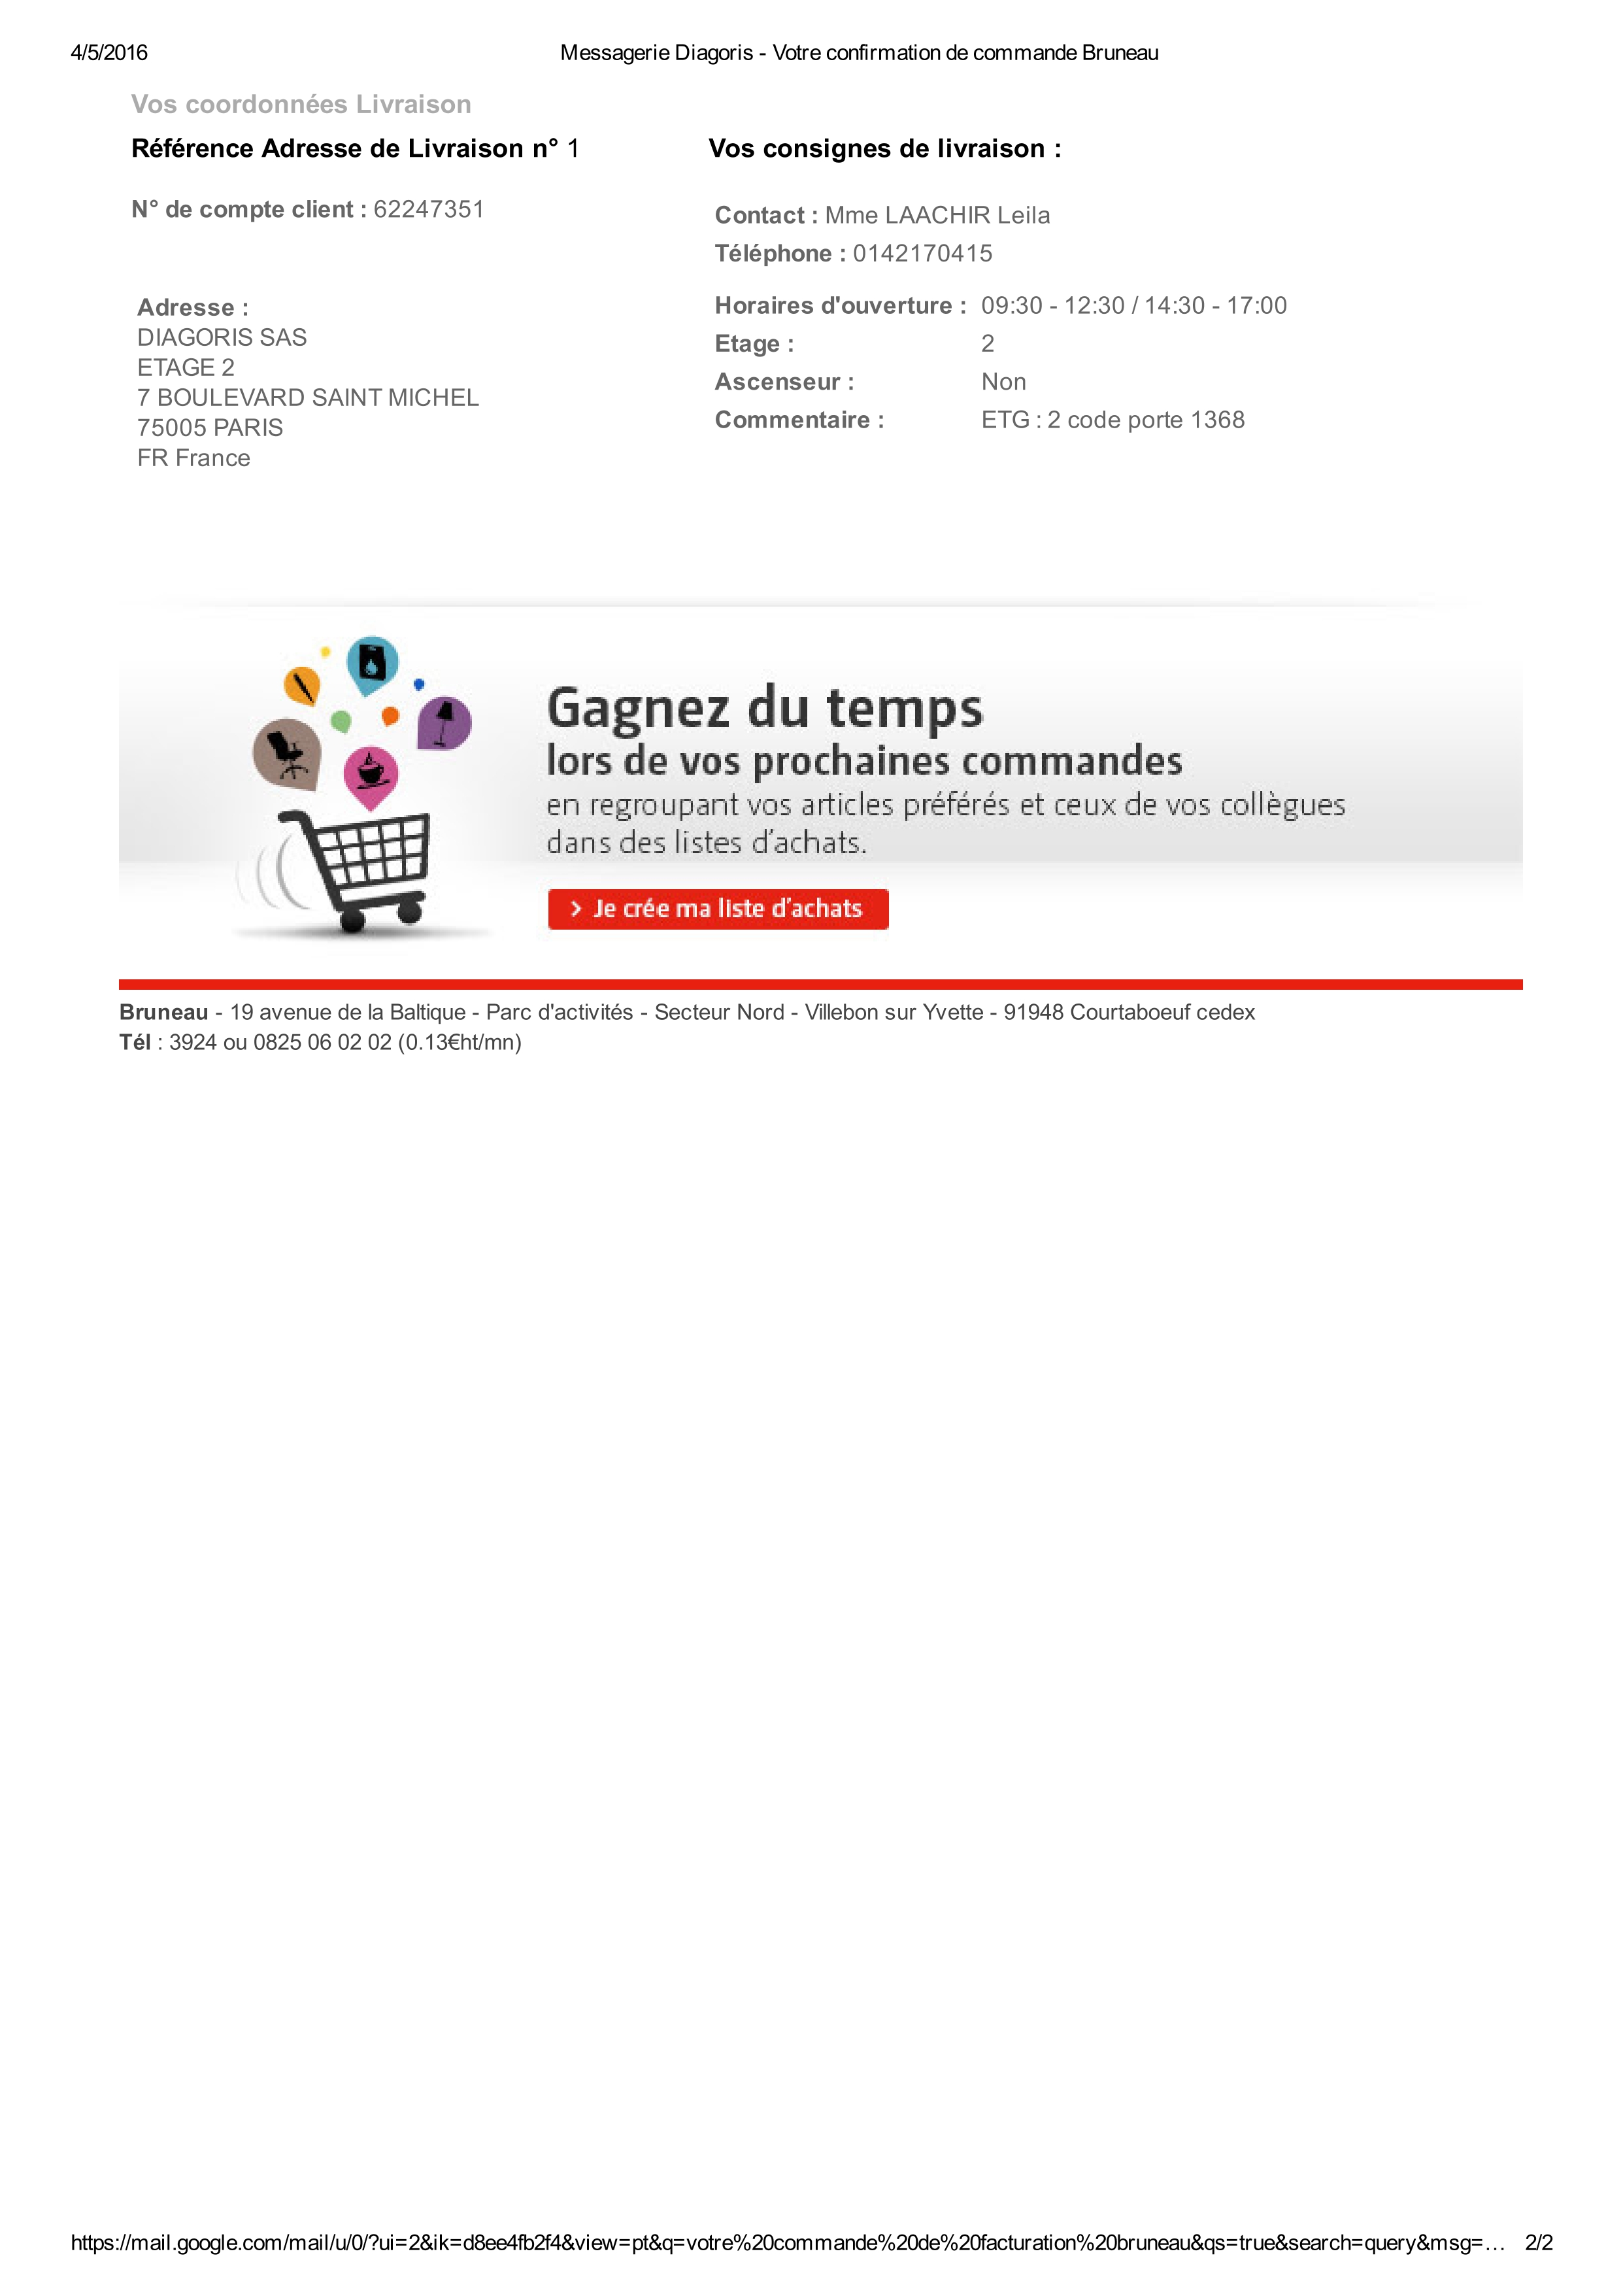 4/5/2016 Messagerie Diagoris - Votre confirmation de commande Bruneau
Vos coordonnées Livraison
Référence Adresse de Livraison n° 1
N° de compte client : 62247351
Adresse :
DIAGORIS SAS
ETAGE 2
7 BOULEVARD SAINT MICHEL
75005 PARIS
FR France
Vos consignes de livraison :
Contact : Mme LAACHIR Leila
Téléphone : 0142170415
Horaires d'ouverture : 09:30 - 12:30 / 14:30 - 17:00
Etage : 2
Ascenseur : Non
Commentaire : ETG : 2 code porte 1368
Gagnez du temps
lors de vos prochaines commandes
en regroupant vos articles préférés et ceux de vos collègues
dans des listes d'achats.
> Je crée ma liste d'achats
Bruneau - 19 avenue de la Baltique - Parc d'activités - Secteur Nord - Villebon sur Yvette - 91948 Courtaboeuf cedex
Tél : 3924 ou 0825 06 02 02 (0.13€ht/mn)
https://mail.google.com/mail/u/0/?ui=2&ik=d8ee4fb2f4&view=pt&q=votre%20commande%20de%20facturation%20bruneau&qs=true&search=query&msg=… 2/2